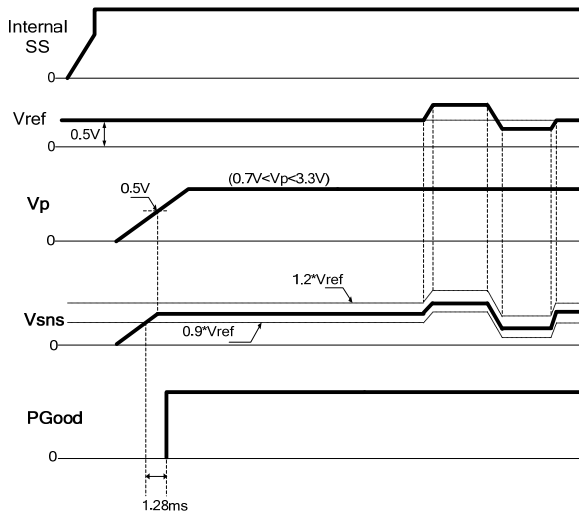 Internal
SS
0
Vref
0.5V
0
0.5V
(0.7V<Vp<3.3V)
Vp
0
1.2*Vref
Vsns
0.9*Vref
0
PGood
0
1.28ms